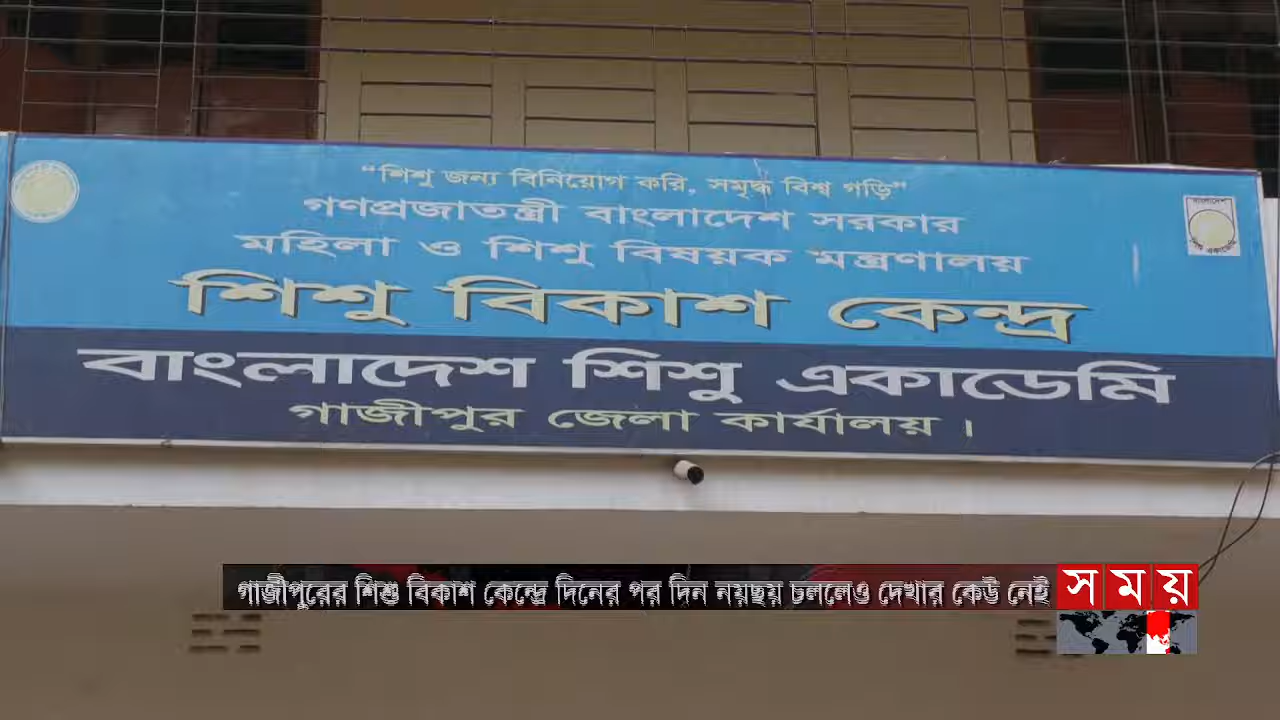 “শিশু জন্য বিনিয়োগ করি, সমৃদ্ধ বিশ্ব গড়ি”
গণপ্রজাতন্ত্রী বাংলাদেশ সরকার
মহিলা ও শিশু বিষয়ক মন্ত্রণালয়
শিশু বিকাশ কেন্দ্র
বাংলাদেশ শিশু একাডেমি
গাজীপুর জেলা কার্যালয়।
বাংলাদেশ
শিশু একাডেমি
গাজীপুরের শিশু বিকাশ কেন্দ্রে দিনের পর দিন নয়ছয় চললেও দেখার কেউ নেই
সময়